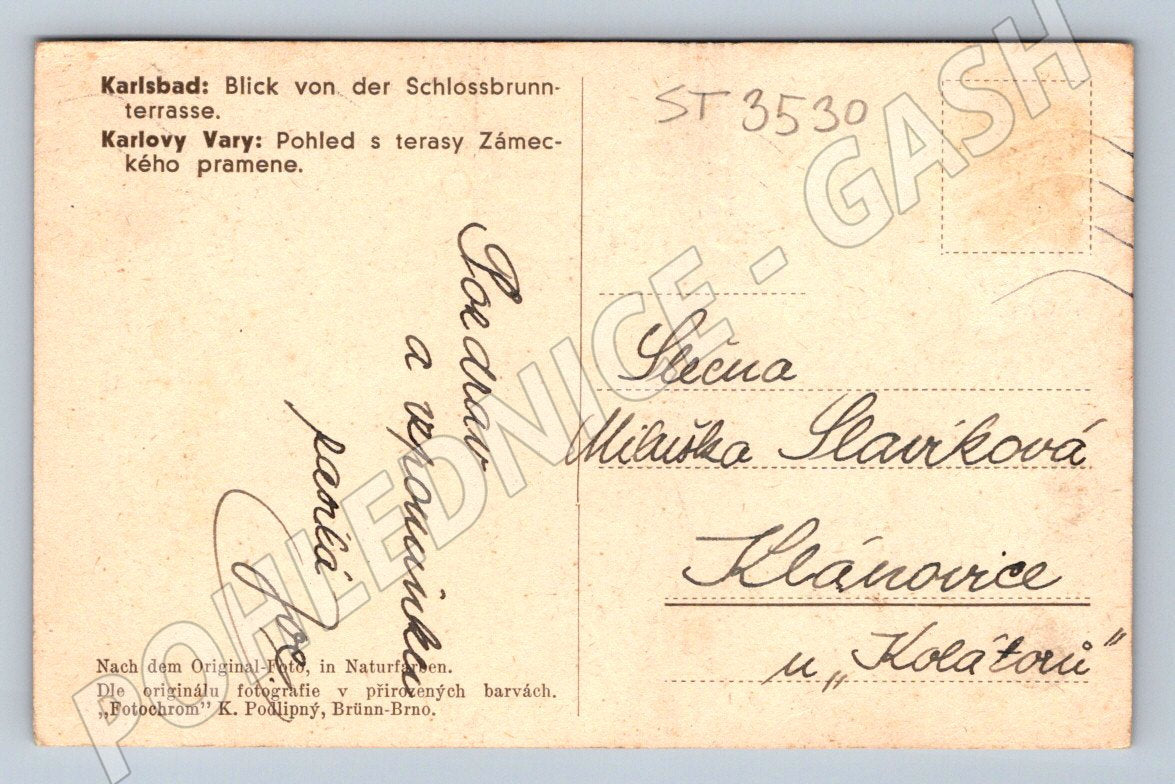 Karlsbad: Blick von der Schlossbrunn-
terrasse.
Karlovy Vary: Pohled s terasy Zámec-
kého pramene.
ST 3530
Pozdrav
a vzpomínku
zasílá
Slečna
Miluška Slavíková
Klánovice
u „Kolátorů"
Nach dem Original-Foto, in Naturfarben.
Dle originálu fotografie v přirozených barvách.
„Fotochrom" K. Podlipný, Brünn-Brno.
POHLEDNICE - GASH